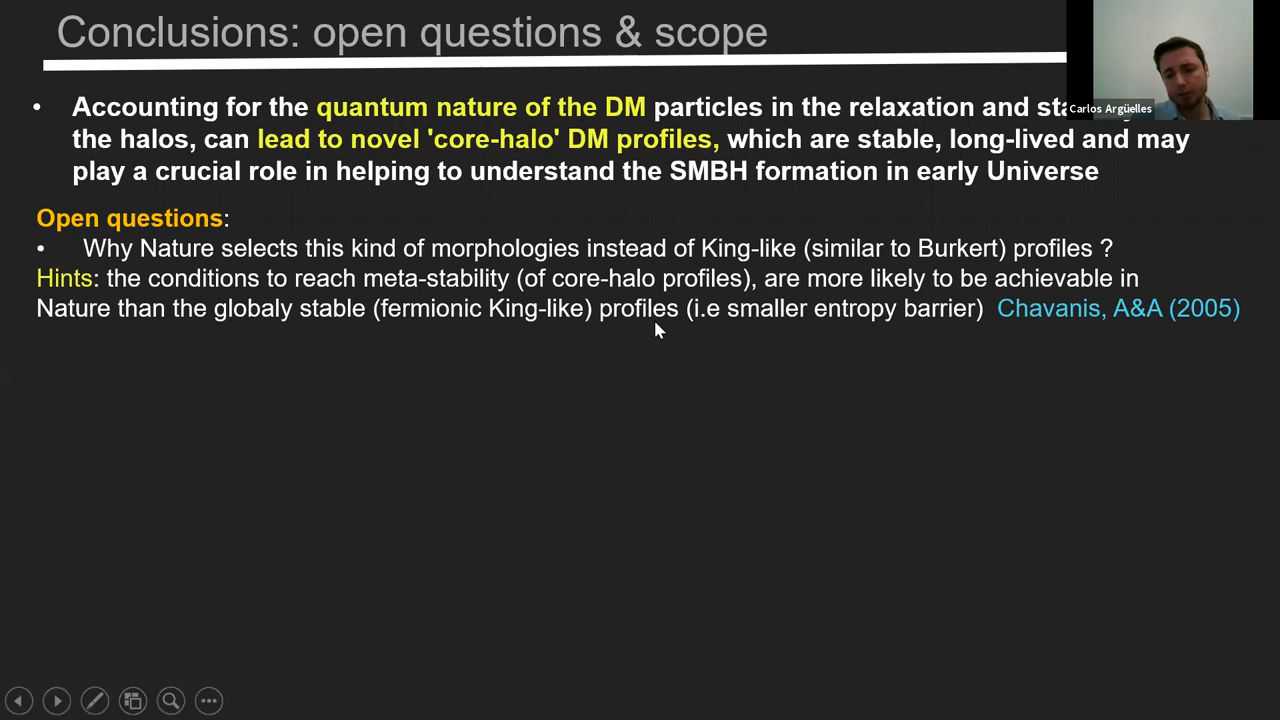 Conclusions: open questions & scope
Carlos Argüelles
• Accounting for the quantum nature of the DM particles in the relaxation and
the halos, can lead to novel 'core-halo' DM profiles, which are stable, long-lived and may
play a crucial role in helping to understand the SMBH formation in early Universe
Open questions:
• Why Nature selects this kind of morphologies instead of King-like (similar to Burkert) profiles ?
Hints: the conditions to reach meta-stability (of core-halo profiles), are more likely to be achievable in
Nature than the globaly stable (fermionic King-like) profiles (i.e smaller entropy barrier) Chavanis, A&A (2005)